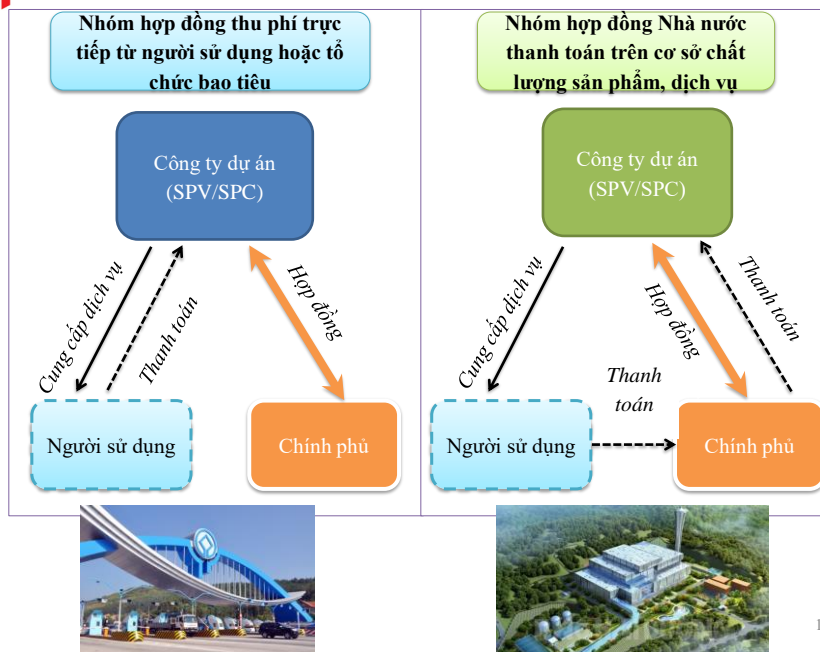 Nhóm hợp đồng thu phí trực
tiếp từ người sử dụng hoặc tổ
chức bao tiêu
Công ty dự án
(SPV/SPC)
Cung cấp dịch vụ
Thanh toán
Hợp đồng
Người sử dụng
Chính phủ
Nhóm hợp đồng Nhà nước
thanh toán trên cơ sở chất
lượng sản phẩm, dịch vụ
Công ty dự án
(SPV/SPC)
Cung cấp dịch vụ
Hợp đồng
Thanh toán
Thanh
toán
Người sử dụng
Chính phủ